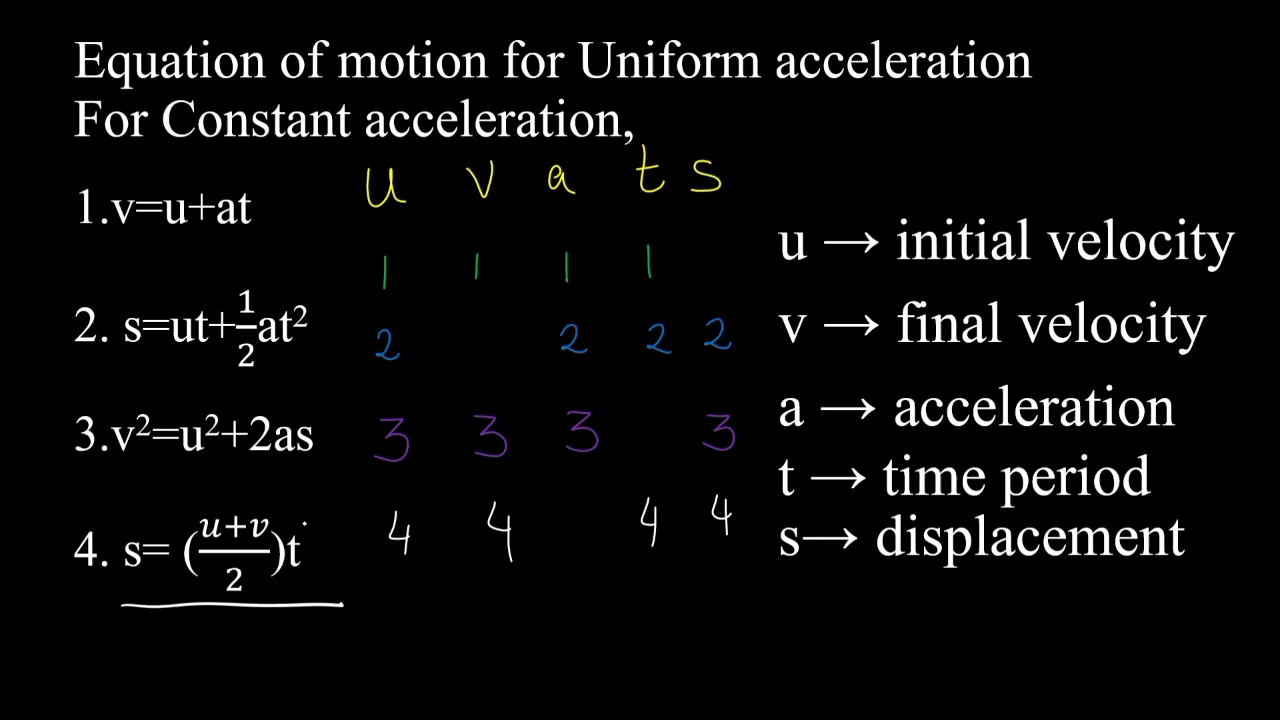 Equation of motion for Uniform acceleration
For Constant acceleration,
u v a t s
1.v=u+at
1 1 1 1
2. s=ut+½at²
2 2 2 2
3.v²=u²+2as
3 3 3 3
4. s= (u+v/2)t
4 4 4 4
u → initial velocity
v → final velocity
a → acceleration
t → time period
s→ displacement